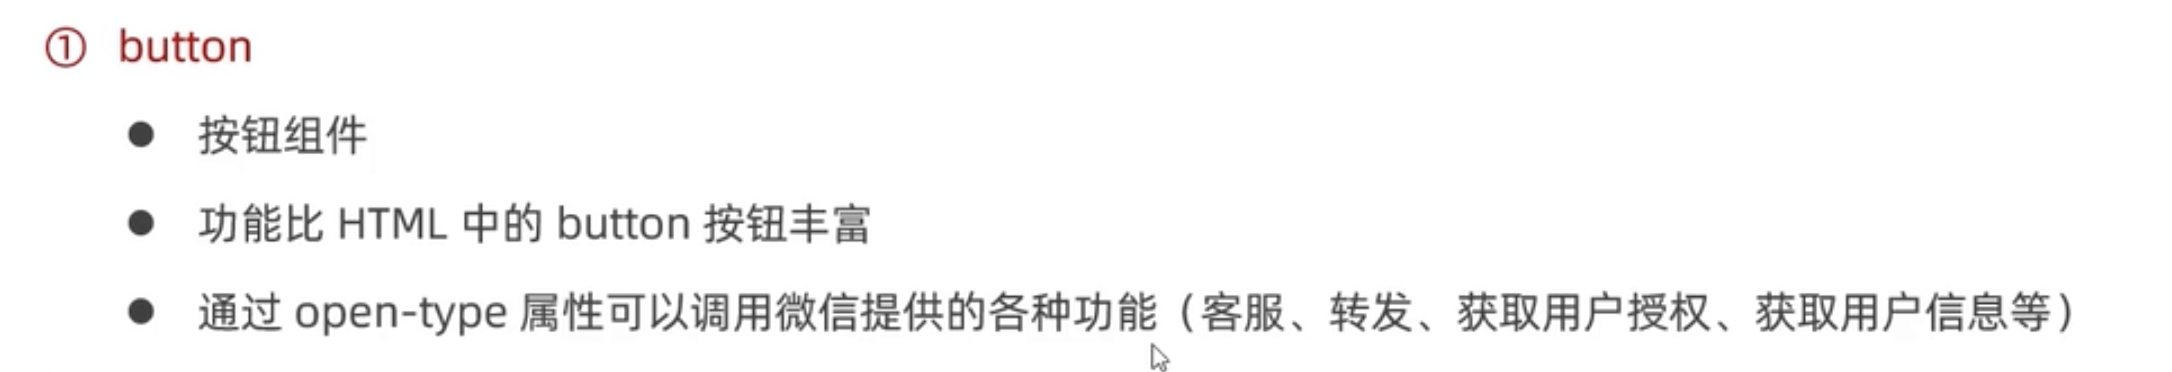 ① button
● 按钮组件
● 功能比 HTML 中的 button 按钮丰富
● 通过 open-type 属性可以调用微信提供的各种功能（客服、转发、获取用户授权、获取用户信息等）